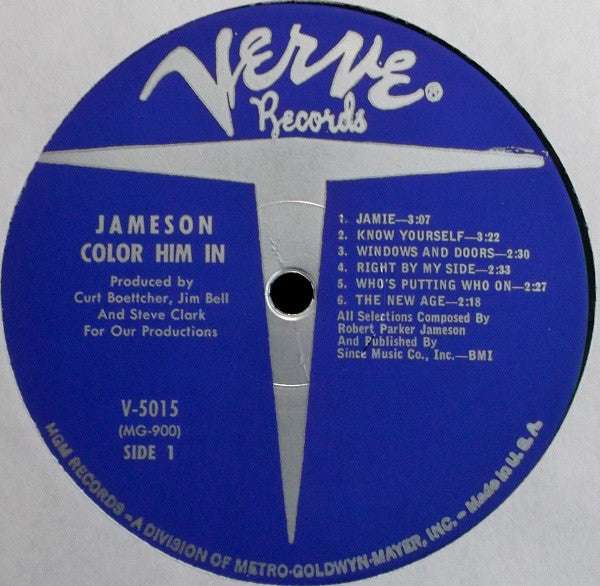 Verve®
Records
JAMESON
COLOR HIM IN
Produced by
Curt Boettcher, Jim Bell
And Steve Clark
For Our Productions
V-5015
(MG-900)
SIDE 1
1. JAMIE—3:07
2. KNOW YOURSELF—3:22
3. WINDOWS AND DOORS—2:30
4. RIGHT BY MY SIDE—2:33
5. WHO'S PUTTING WHO ON—2:27
6. THE NEW AGE—2:18
All Selections Composed By
Robert Parker Jameson
And Published By
Since Music Co., Inc.—BMI
MGM RECORDS—A DIVISION OF METRO-GOLDWYN-MAYER, INC.—Made in U.S.A.